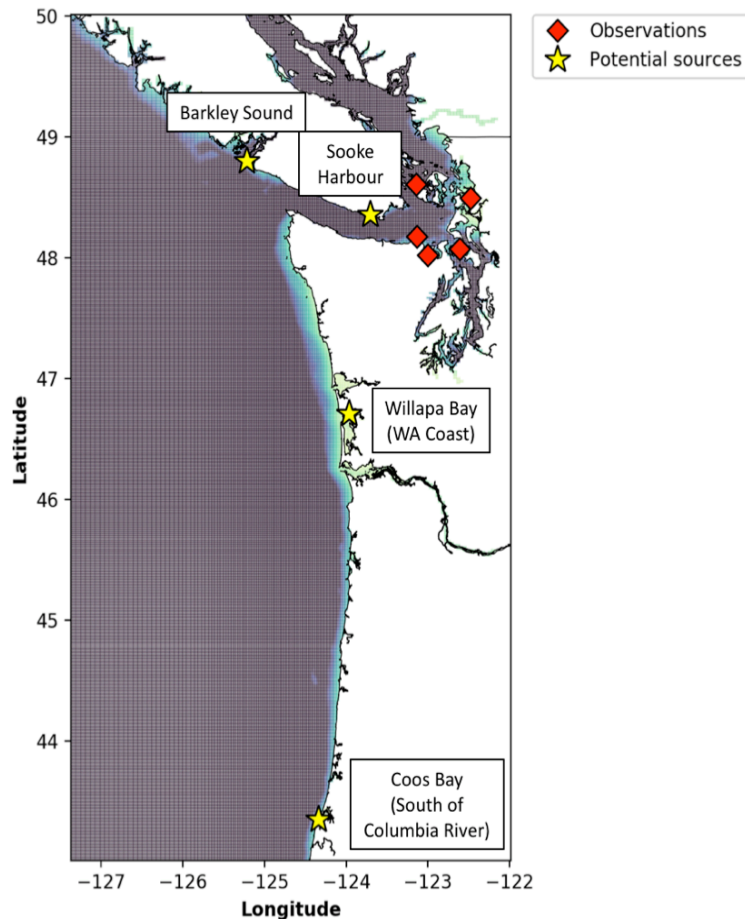 Observations
Potential sources
50
49
48
47
46
45
44
Latitude
Barkley Sound
Sooke
Harbour
Willapa Bay
(WA Coast)
Coos Bay
(South of
Columbia River)
−127
−126
−125
−124
−123
−122
Longitude